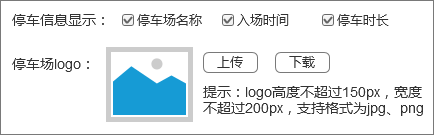 停车信息显示： 停车场名称 入场时间 停车时长
停车场logo： 上传 下载
提示：logo高度不超过150px，宽度
不超过200px，支持格式为jpg、png